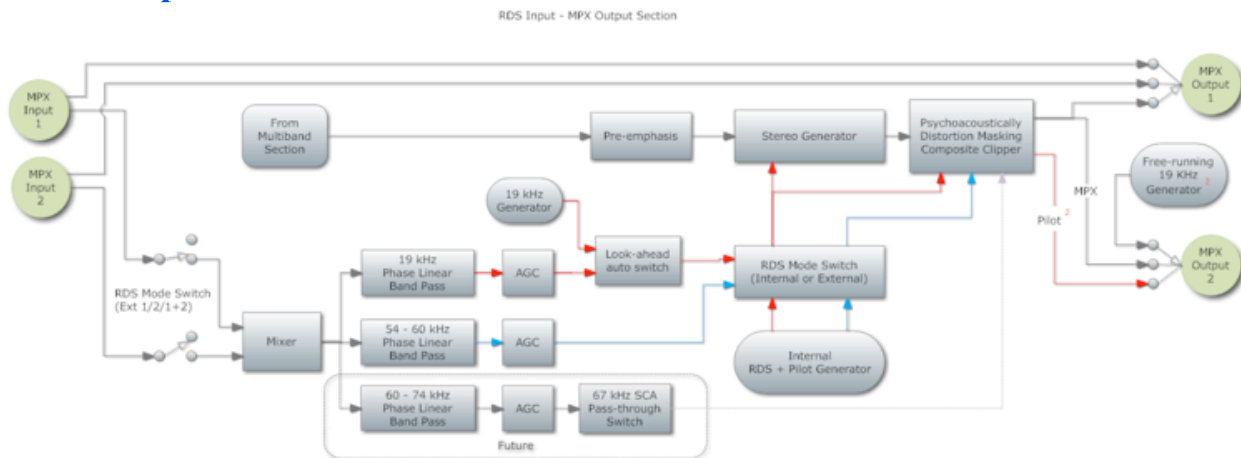 RDS Input - MPX Output Section
MPX
Input
1
MPX
Output
1
From
Multiband
Section
Pre-emphasis
Stereo Generator
Psychoacoustically
Distortion Masking
Composite Clipper
MPX
Input
2
Free-running
19 KHz
Generator 2
19 kHz
Generator
MPX
Pilot 2
Look-ahead
auto switch
19 kHz
Phase Linear
Band Pass
AGC
RDS Mode Switch
(Internal or External)
MPX
Output
2
RDS Mode Switch
(Ext 1/2/1+2)
Mixer
54 - 60 kHz
Phase Linear
Band Pass
AGC
Internal
RDS + Pilot Generator
60 - 74 kHz
Phase Linear
Band Pass
AGC
67 kHz SCA
Pass-through
Switch
Future